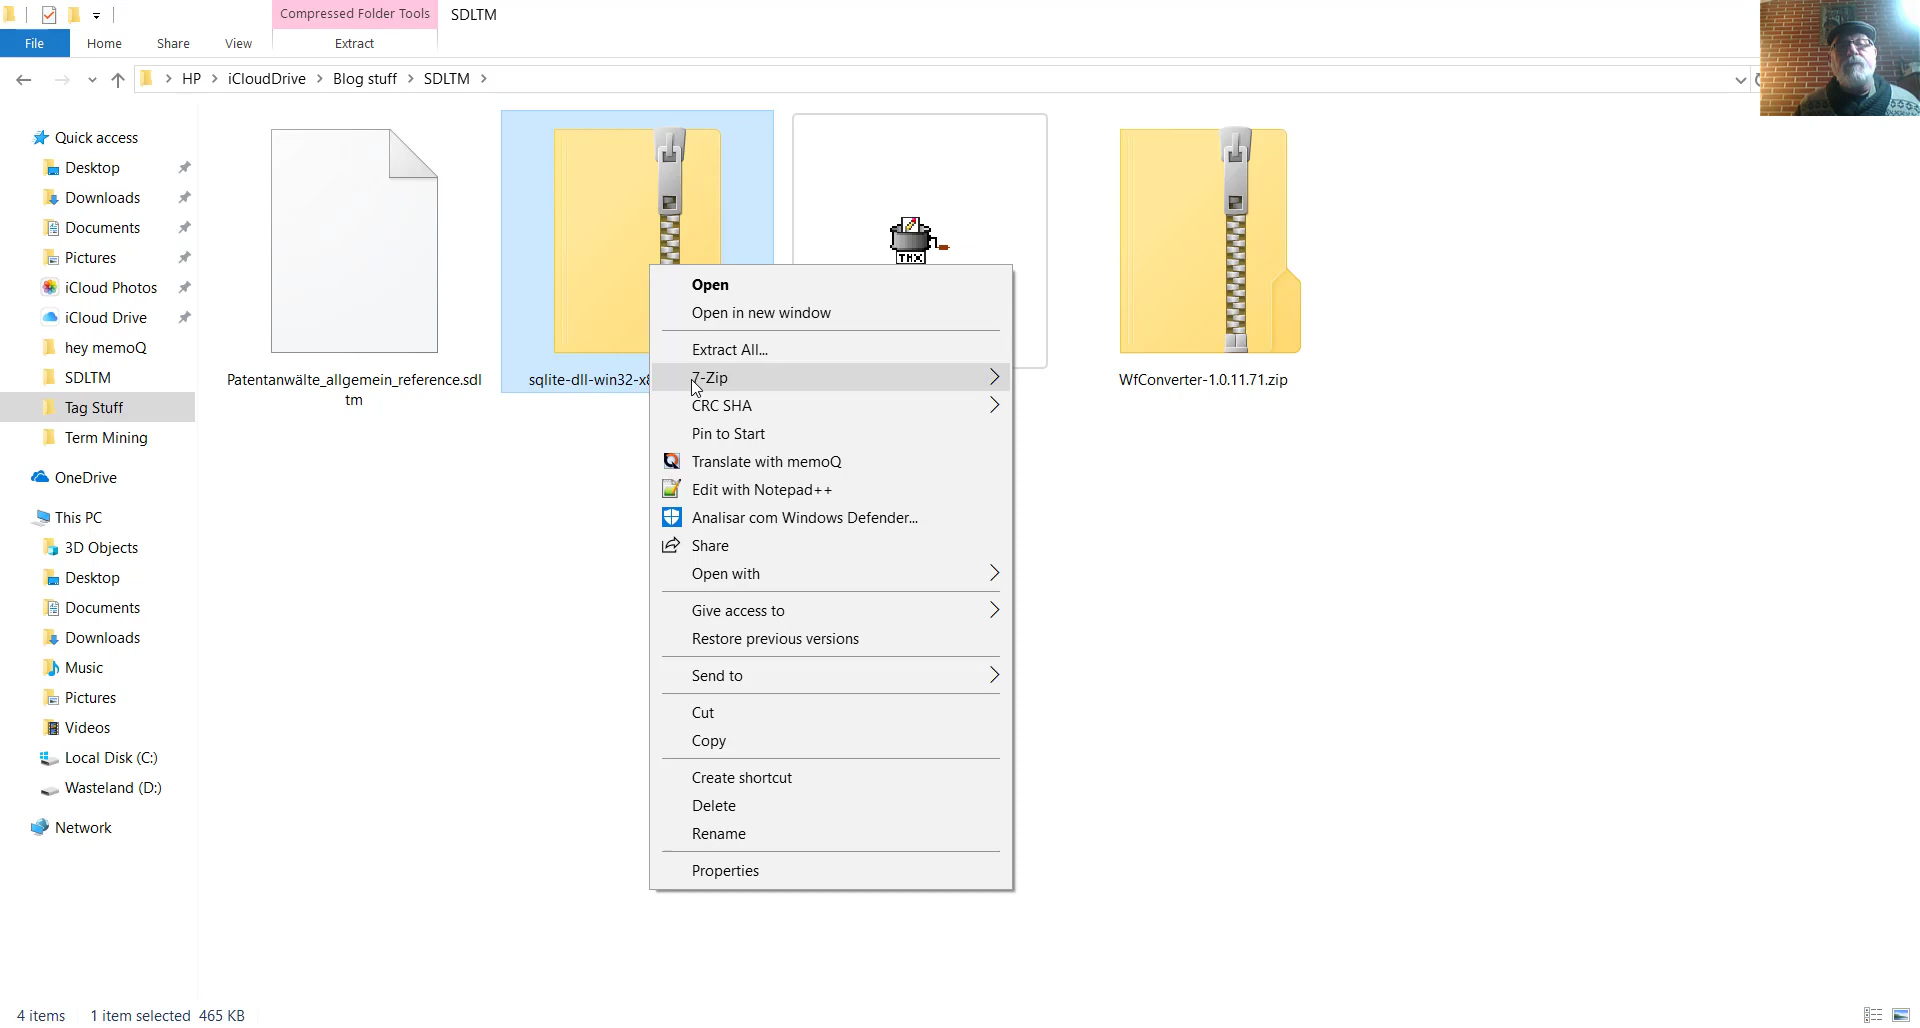 Compressed Folder Tools
SDLTM
File
Home
Share
View
Extract
HP
iCloudDrive
Blog stuff
SDLTM
Quick access
Desktop
Downloads
Documents
Pictures
iCloud Photos
iCloud Drive
hey memoQ
SDLTM
Tag Stuff
Term Mining
OneDrive
This PC
3D Objects
Desktop
Documents
Downloads
Music
Pictures
Videos
Local Disk (C:)
Wasteland (D:)
Network
Patentanwälte_allgemein_reference.sdl
tm
sqlite-dll-win32-x8
TMX
WfConverter-1.0.11.71.zip
Open
Open in new window
Extract All...
7-Zip
CRC SHA
Pin to Start
Translate with memoQ
Edit with Notepad++
Analisar com Windows Defender...
Share
Open with
Give access to
Restore previous versions
Send to
Cut
Copy
Create shortcut
Delete
Rename
Properties
4 items
1 item selected 465 KB